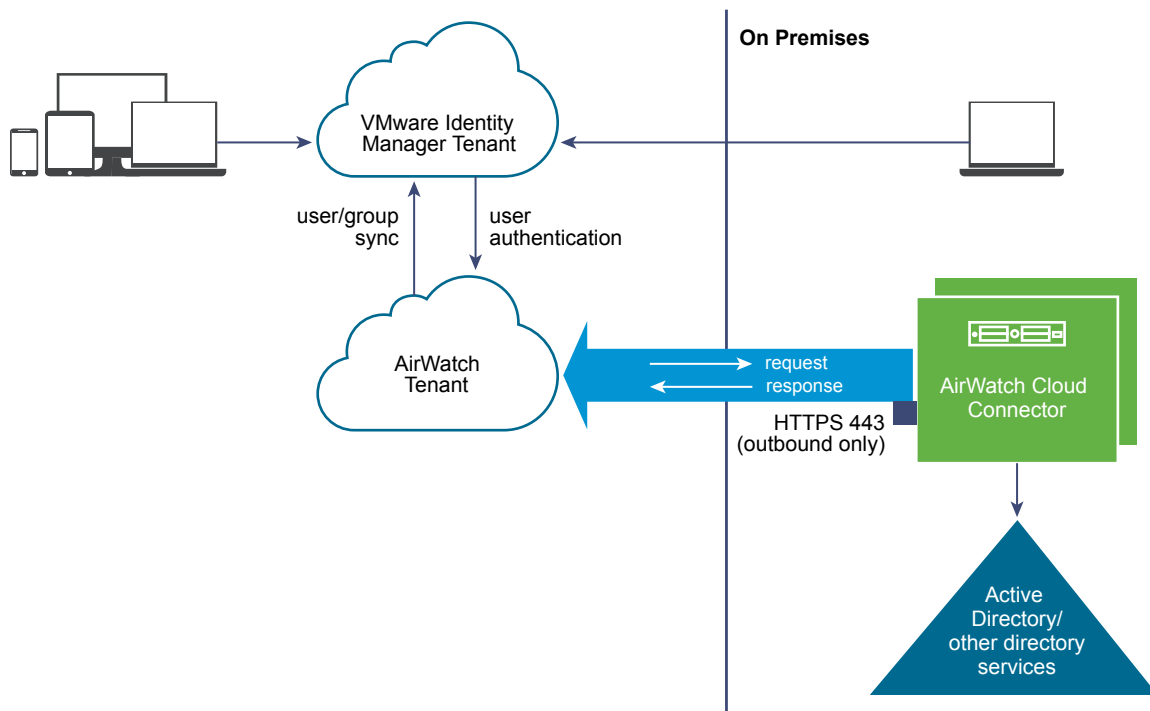 On Premises
VMware Identity
Manager Tenant
user/group
sync
user
authentication
AirWatch
Tenant
request
response
HTTPS 443
(outbound only)
AirWatch Cloud
Connector
Active
Directory/
other directory
services